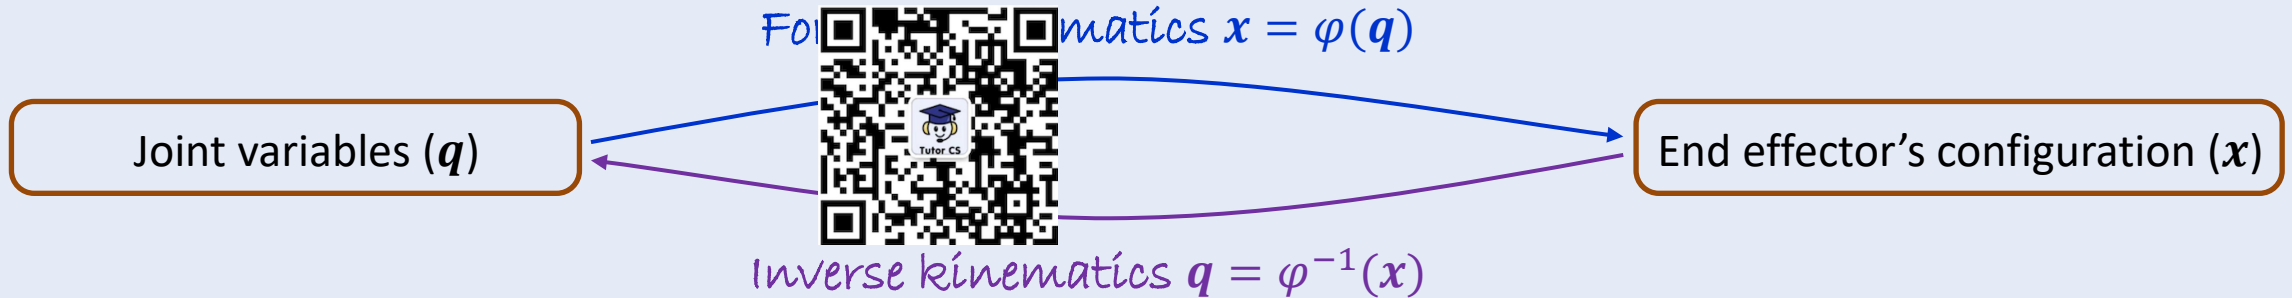 Fo matics x = φ(q)
Joint variables (q)
Tutor CS
End effector's configuration (x)
Inverse kinematics q = φ⁻¹(x)